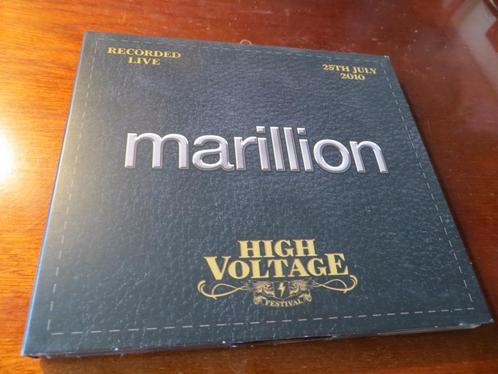 RECORDED
LIVE
25TH JULY
2010
marillion
HIGH
VOLTAGE
FESTIVAL